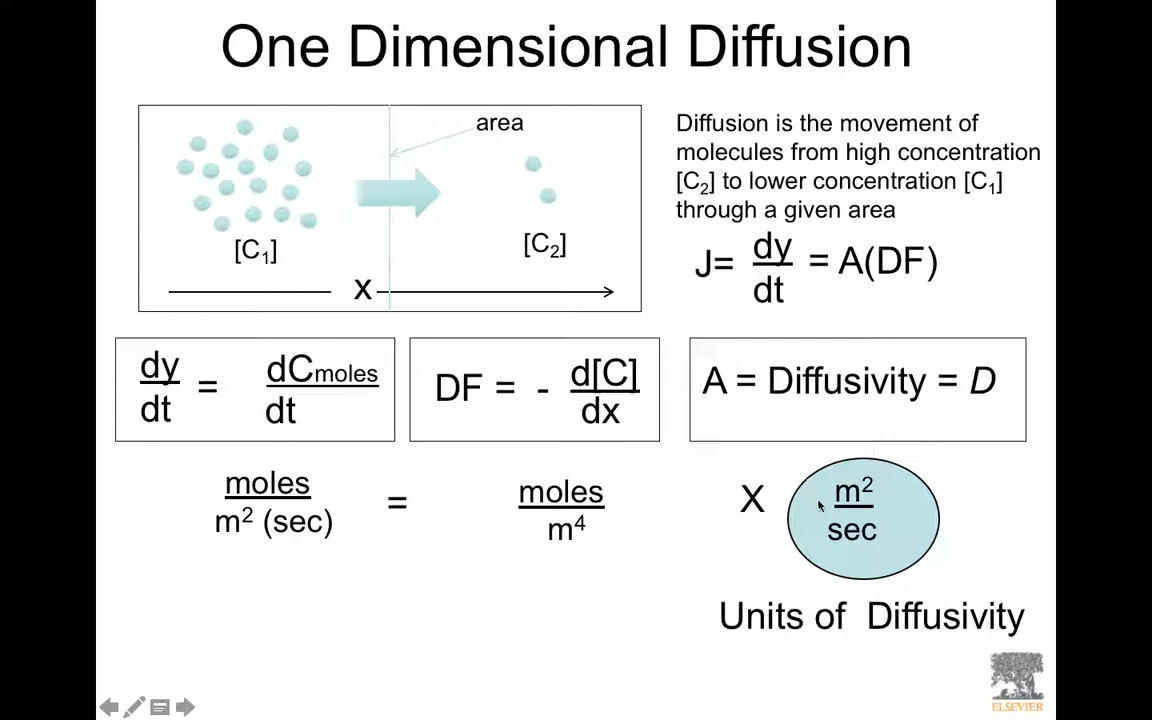 One Dimensional Diffusion
area
[C₁]
[C₂]
x
Diffusion is the movement of
molecules from high concentration
[C₂] to lower concentration [C₁]
through a given area
J= dy = A(DF)
dt
dy = dCmoles
dt dt
DF = - d[C]
dx
A = Diffusivity = D
moles = moles X m²
m² (sec) m⁴ sec
Units of Diffusivity
ELSEVIER